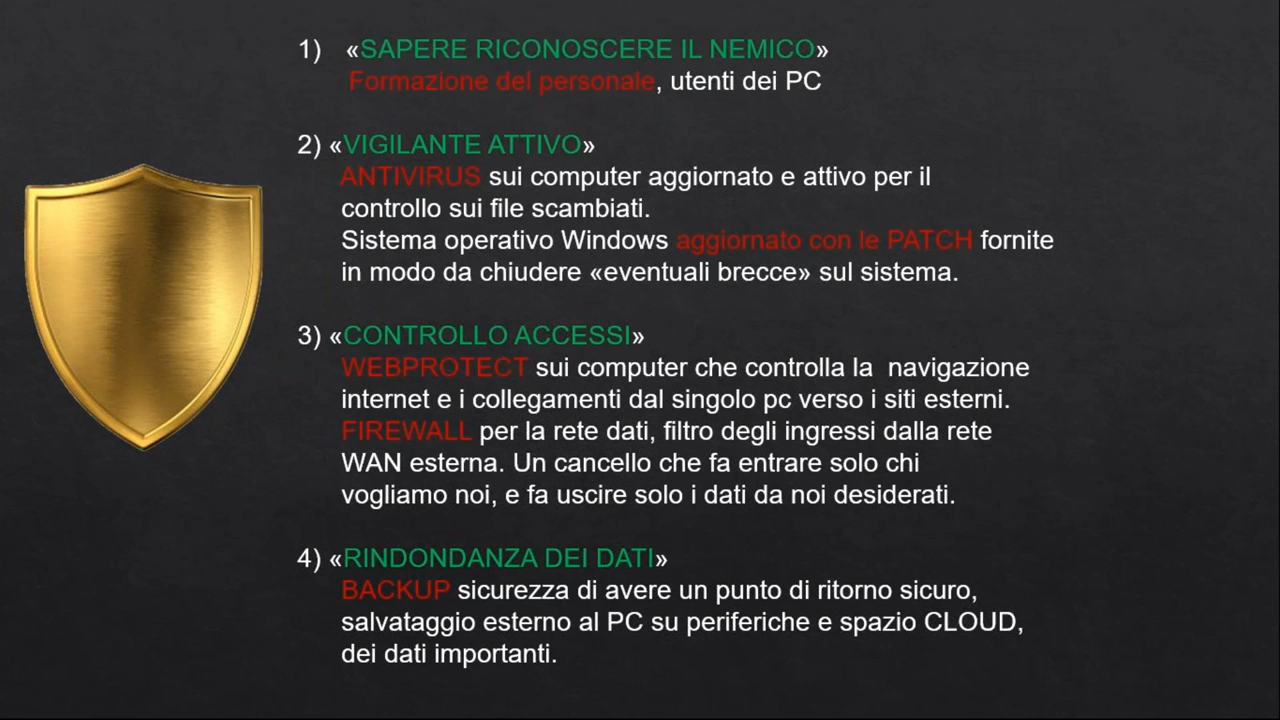 1) «SAPERE RICONOSCERE IL NEMICO»
Formazione del personale, utenti dei PC
2) «VIGILANTE ATTIVO»
ANTIVIRUS sui computer aggiornato e attivo per il
controllo sui file scambiati.
Sistema operativo Windows aggiornato con le PATCH fornite
in modo da chiudere «eventuali brecce» sul sistema.
3) «CONTROLLO ACCESSI»
WEBPROTECT sui computer che controlla la navigazione
internet e i collegamenti dal singolo pc verso i siti esterni.
FIREWALL per la rete dati, filtro degli ingressi dalla rete
WAN esterna. Un cancello che fa entrare solo chi
vogliamo noi, e fa uscire solo i dati da noi desiderati.
4) «RINDONDANZA DEI DATI»
BACKUP sicurezza di avere un punto di ritorno sicuro,
salvataggio esterno al PC su periferiche e spazio CLOUD,
dei dati importanti.